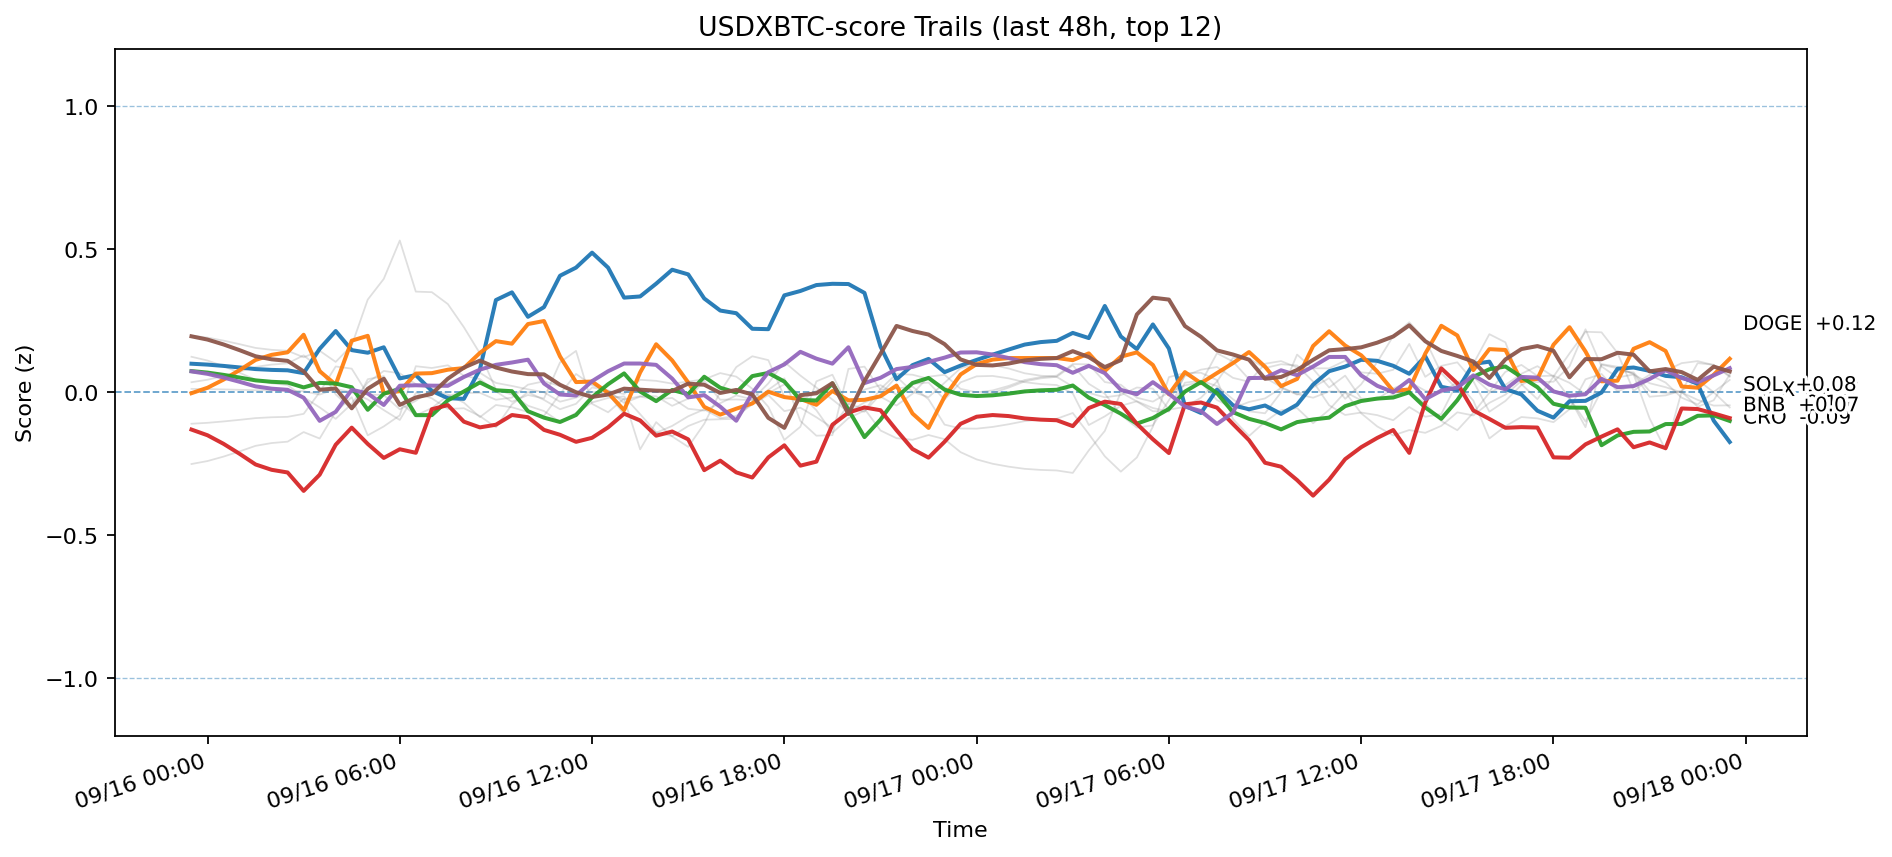 USDXBTC-score Trails (last 48h, top 12)
Score (z)
1.0
0.5
0.0
−0.5
−1.0
DOGE +0.12
SOL +0.08
BNB +0.07
CRO -0.09
09/16 00:00
09/16 06:00
09/16 12:00
09/16 18:00
09/17 00:00
09/17 06:00
09/17 12:00
09/17 18:00
09/18 00:00
Time